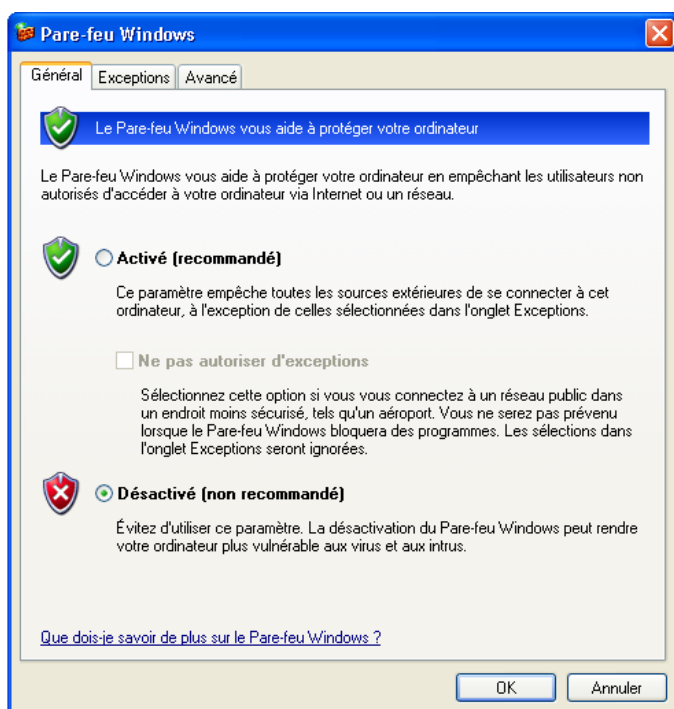 Pare-feu Windows
Général
Exceptions
Avancé
Le Pare-feu Windows vous aide à protéger votre ordinateur
Le Pare-feu Windows vous aide à protéger votre ordinateur en empêchant les utilisateurs non
autorisés d'accéder à votre ordinateur via Internet ou un réseau.
Activé (recommandé)
Ce paramètre empêche toutes les sources extérieures de se connecter à cet
ordinateur, à l'exception de celles sélectionnées dans l'onglet Exceptions.
Ne pas autoriser d'exceptions
Sélectionnez cette option si vous vous connectez à un réseau public dans
un endroit moins sécurisé, tels qu'un aéroport. Vous ne serez pas prévenu
lorsque le Pare-feu Windows bloquera des programmes. Les sélections dans
l'onglet Exceptions seront ignorées.
Désactivé (non recommandé)
Évitez d'utiliser ce paramètre. La désactivation du Pare-feu Windows peut rendre
votre ordinateur plus vulnérable aux virus et aux intrus.
Que dois-je savoir de plus sur le Pare-feu Windows ?
OK
Annuler